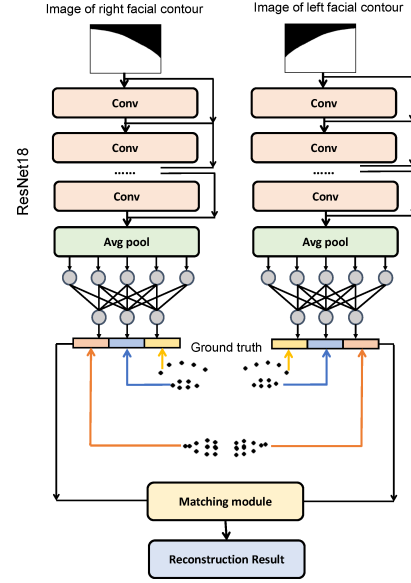 Image of right facial contour
Image of left facial contour
ResNet18
Conv
Conv
Conv
Conv
......
......
Conv
Conv
Avg pool
Avg pool
Ground truth
Matching module
Reconstruction Result